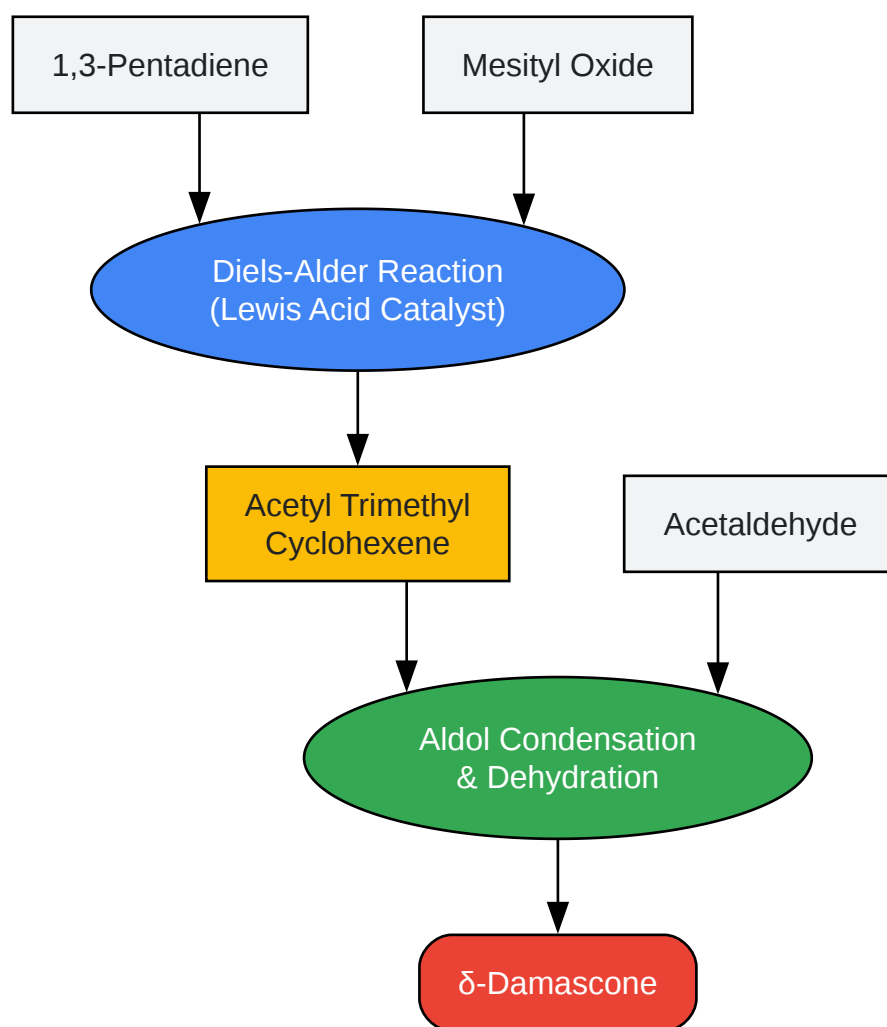 1,3-Pentadiene
Mesityl Oxide
Diels-Alder Reaction
(Lewis Acid Catalyst)
Acetyl Trimethyl
Cyclohexene
Acetaldehyde
Aldol Condensation
& Dehydration
δ-Damascone